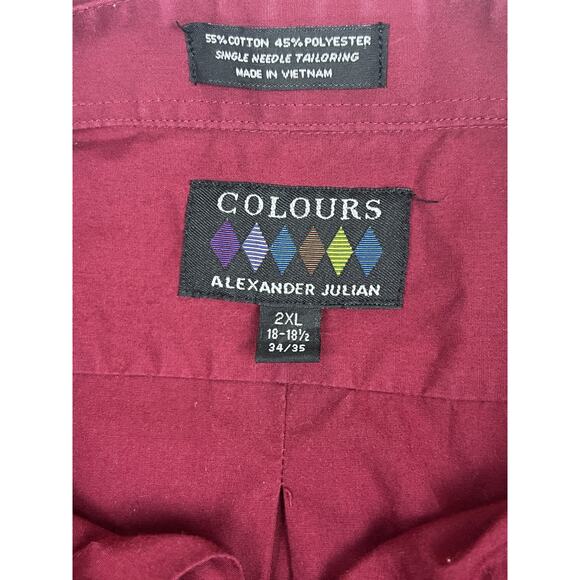 55% COTTON 45% POLYESTER
SINGLE NEEDLE TAILORING
MADE IN VIETNAM
COLOURS
ALEXANDER JULIAN
2XL
18-18½
34/35